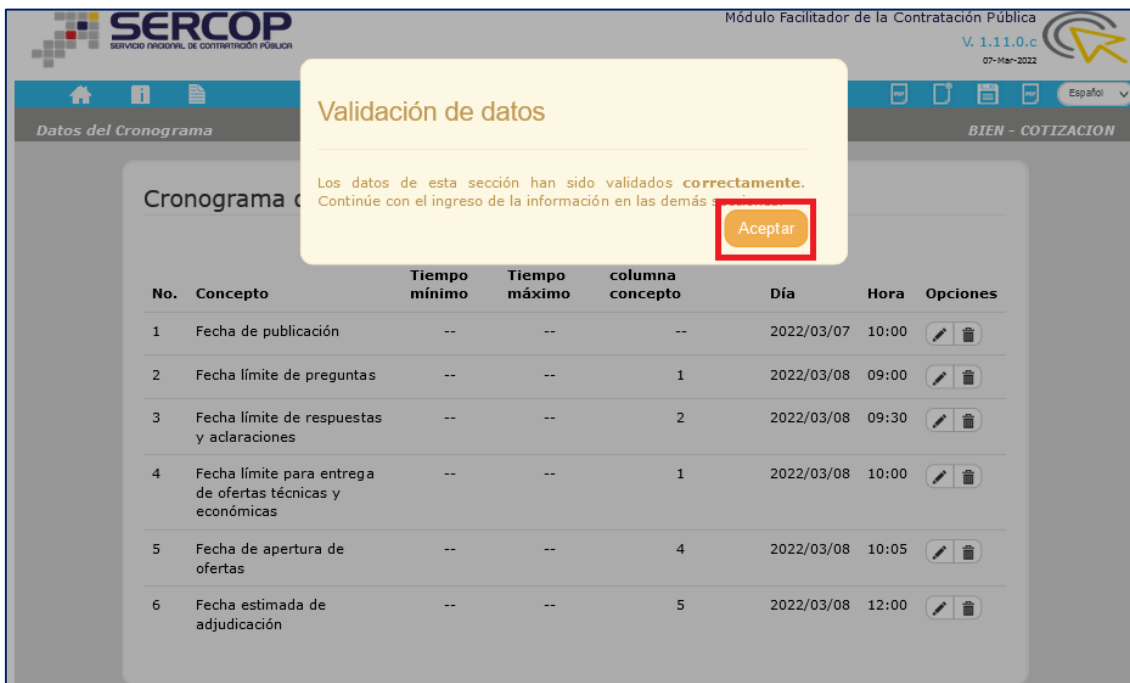 SERCOP
SERVICIO NACIONAL DE CONTRATACIÓN PÚBLICA
Módulo Facilitador de la Contratación Pública
V. 1.11.0.c
07-Mar-2022
PDF
PDF
Español
Datos del Cronograma
BIEN - COTIZACION
Validación de datos
Los datos de esta sección han sido validados correctamente.
Continúe con el ingreso de la información en las demás
Aceptar
Cronograma
No. Concepto Tiempo mínimo Tiempo máximo columna concepto Día Hora Opciones
1 Fecha de publicación -- -- -- 2022/03/07 10:00
2 Fecha límite de preguntas -- -- 1 2022/03/08 09:00
3 Fecha límite de respuestas -- -- 2 2022/03/08 09:30
y aclaraciones
4 Fecha límite para entrega -- -- 1 2022/03/08 10:00
de ofertas técnicas y
económicas
5 Fecha de apertura de -- -- 4 2022/03/08 10:05
ofertas
6 Fecha estimada de -- -- 5 2022/03/08 12:00
adjudicación